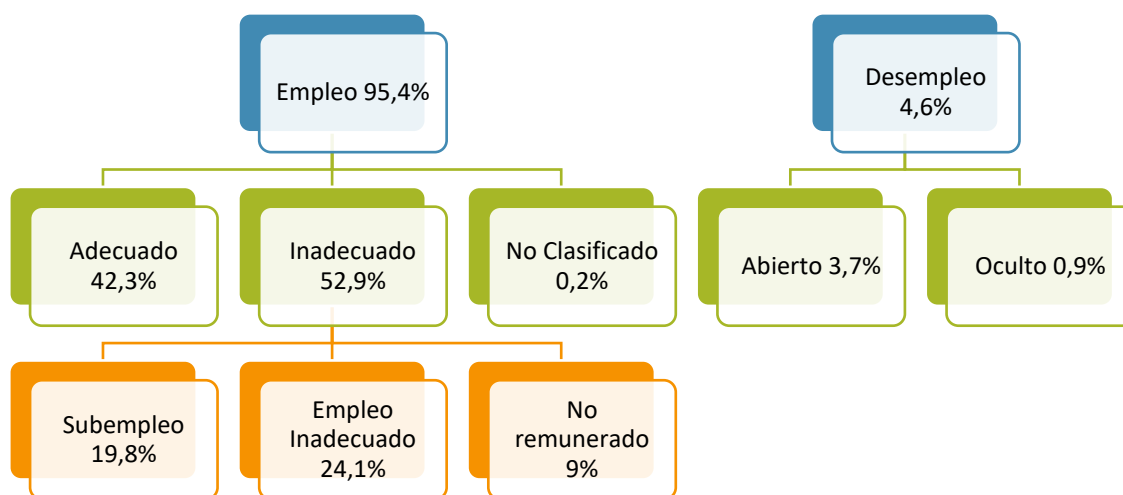 Empleo 95,4%
Desempleo
4,6%
Adecuado
42,3%
Inadecuado
52,9%
No Clasificado
0,2%
Abierto 3,7%
Oculto 0,9%
Subempleo
19,8%
Empleo
Inadecuado
24,1%
No
remunerado
9%